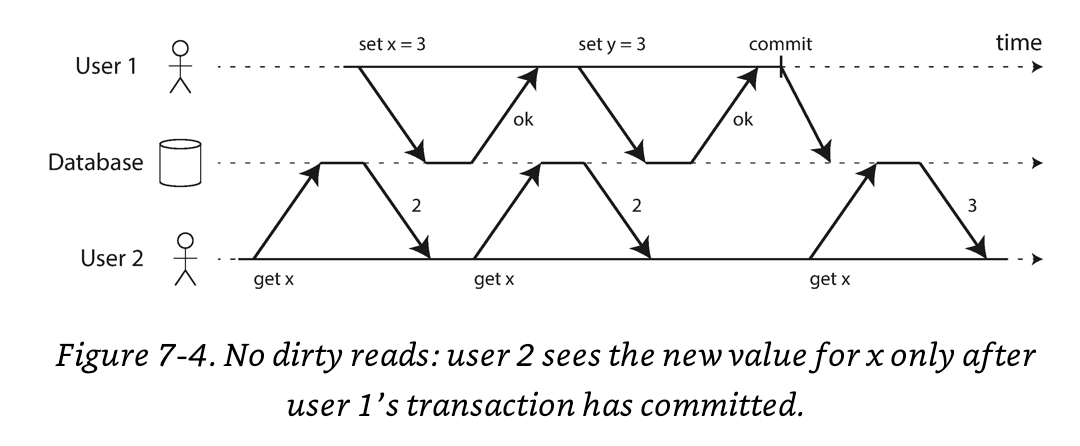 set x = 3 set y = 3 commit time
User 1
ok ok
Database
2 2 3
User 2
get x get x get x
Figure 7-4. No dirty reads: user 2 sees the new value for x only after
user 1’s transaction has committed.